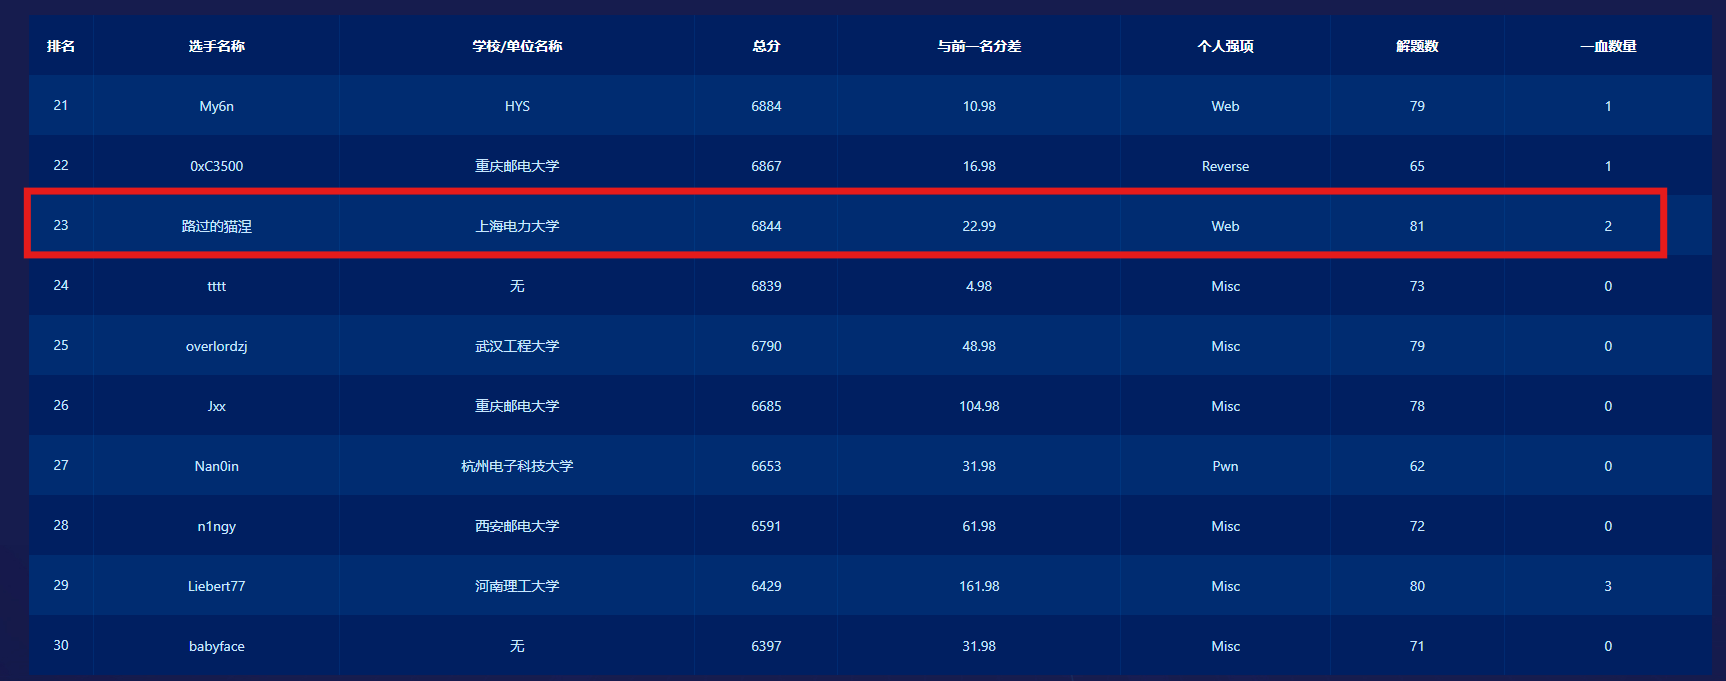 排名 选手名称 学校/单位名称 总分 与前一名分差 个人强项 解题数 一血数量
21 My6n HYS 6884 10.98 Web 79 1
22 0xC3500 重庆邮电大学 6867 16.98 Reverse 65 1
23 路过的猫涅 上海电力大学 6844 22.99 Web 81 2
24 tttt 无 6839 4.98 Misc 73 0
25 overlordzj 武汉工程大学 6790 48.98 Misc 79 0
26 Jxx 重庆邮电大学 6685 104.98 Misc 78 0
27 Nan0in 杭州电子科技大学 6653 31.98 Pwn 62 0
28 n1ngy 西安邮电大学 6591 61.98 Misc 72 0
29 Liebert77 河南理工大学 6429 161.98 Misc 80 3
30 babyface 无 6397 31.98 Misc 71 0